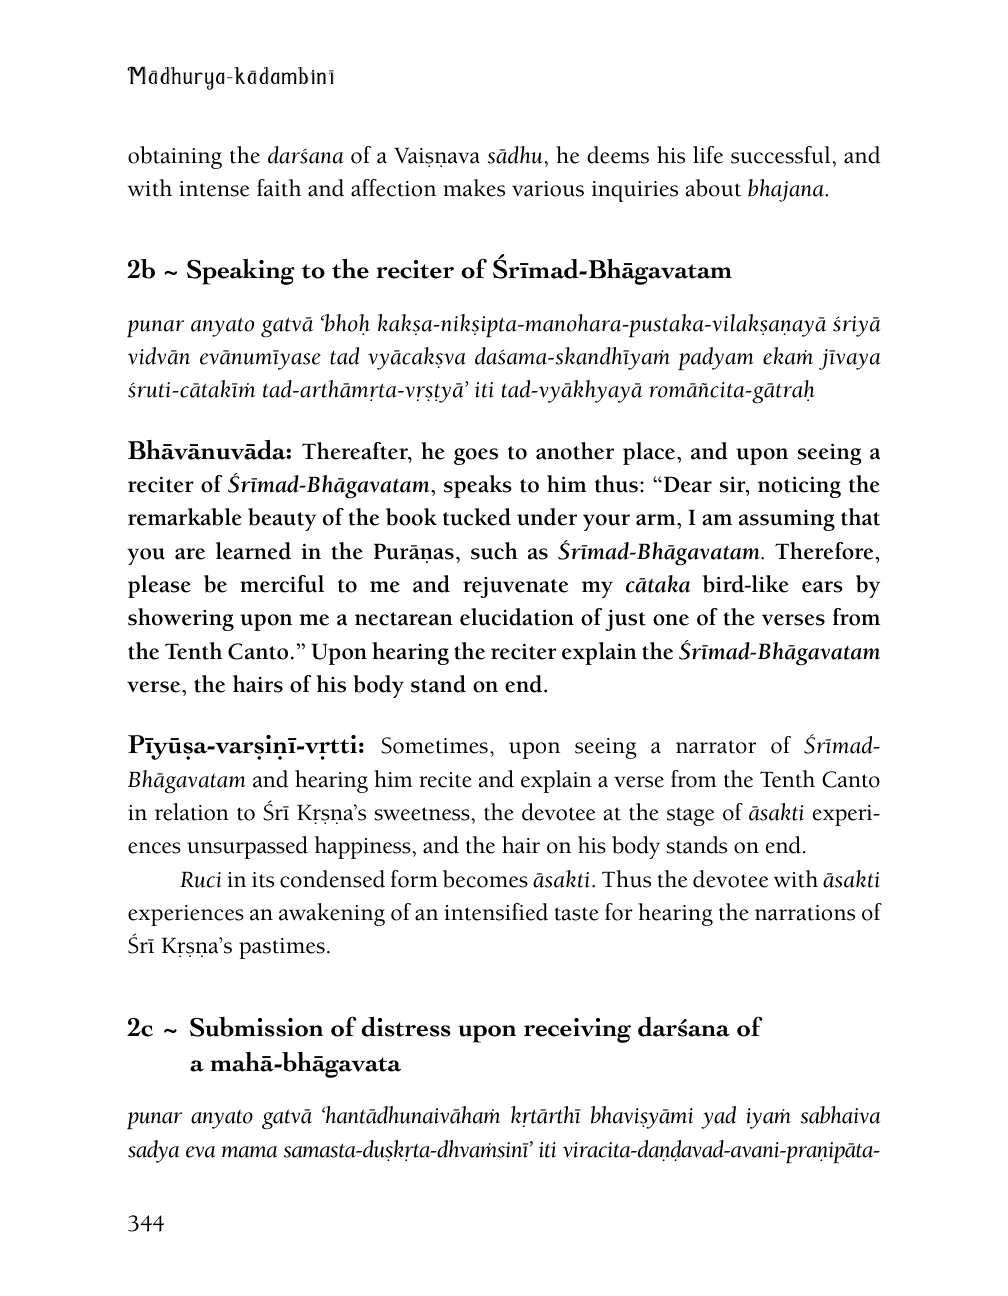 Mādhurya-kādambinī
obtaining the darśana of a Vaiṣṇava sādhu, he deems his life successful, and
with intense faith and affection makes various inquiries about bhajana.
2b ~ Speaking to the reciter of Śrīmad-Bhāgavatam
punar anyato gatvā ‘bhoḥ kakṣa-nikṣipta-manohara-pustaka-vilakṣaṇayā śriyā
vidvān evānumīyase tad vyācakṣva daśama-skandhīyaṁ padyam ekaṁ jīvaya
śruti-cātakīṁ tad-arthāmṛta-vṛṣṭyā’ iti tad-vyākhyayā romāñcita-gātraḥ
Bhāvānuvāda: Thereafter, he goes to another place, and upon seeing a
reciter of Śrīmad-Bhāgavatam, speaks to him thus: “Dear sir, noticing the
remarkable beauty of the book tucked under your arm, I am assuming that
you are learned in the Purāṇas, such as Śrīmad-Bhāgavatam. Therefore,
please be merciful to me and rejuvenate my cātaka bird-like ears by
showering upon me a nectarean elucidation of just one of the verses from
the Tenth Canto.” Upon hearing the reciter explain the Śrīmad-Bhāgavatam
verse, the hairs of his body stand on end.
Pīyūṣa-varṣiṇī-vṛtti: Sometimes, upon seeing a narrator of Śrīmad-
Bhāgavatam and hearing him recite and explain a verse from the Tenth Canto
in relation to Śrī Kṛṣṇa’s sweetness, the devotee at the stage of āsakti experi-
ences unsurpassed happiness, and the hair on his body stands on end.
Ruci in its condensed form becomes āsakti. Thus the devotee with āsakti
experiences an awakening of an intensified taste for hearing the narrations of
Śrī Kṛṣṇa’s pastimes.
2c ~ Submission of distress upon receiving darśana of
a mahā-bhāgavata
punar anyato gatvā ‘hantādhunaivāhaṁ kṛtārthī bhaviṣyāmi yad iyaṁ sabhaiva
sadya eva mama samasta-duṣkṛta-dhvaṁsinī’ iti viracita-daṇḍavad-avani-praṇipāta-
344